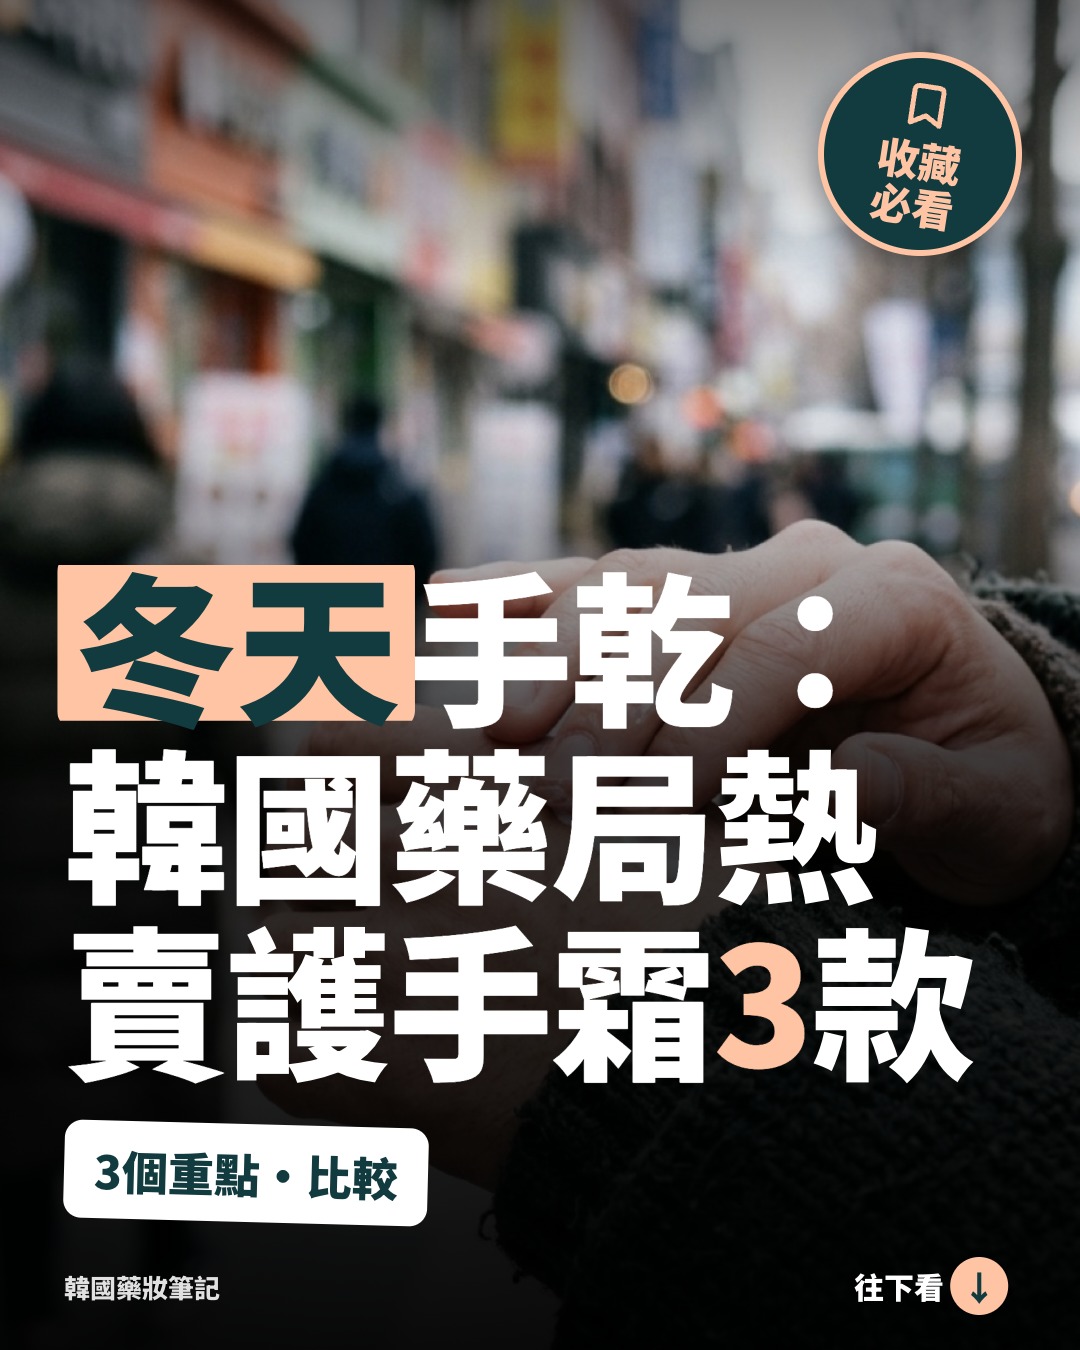 收藏
必看
冬天手乾：
韓國藥局熱
賣護手霜3款
3個重點・比較
韓國藥妝筆記
往下看↓